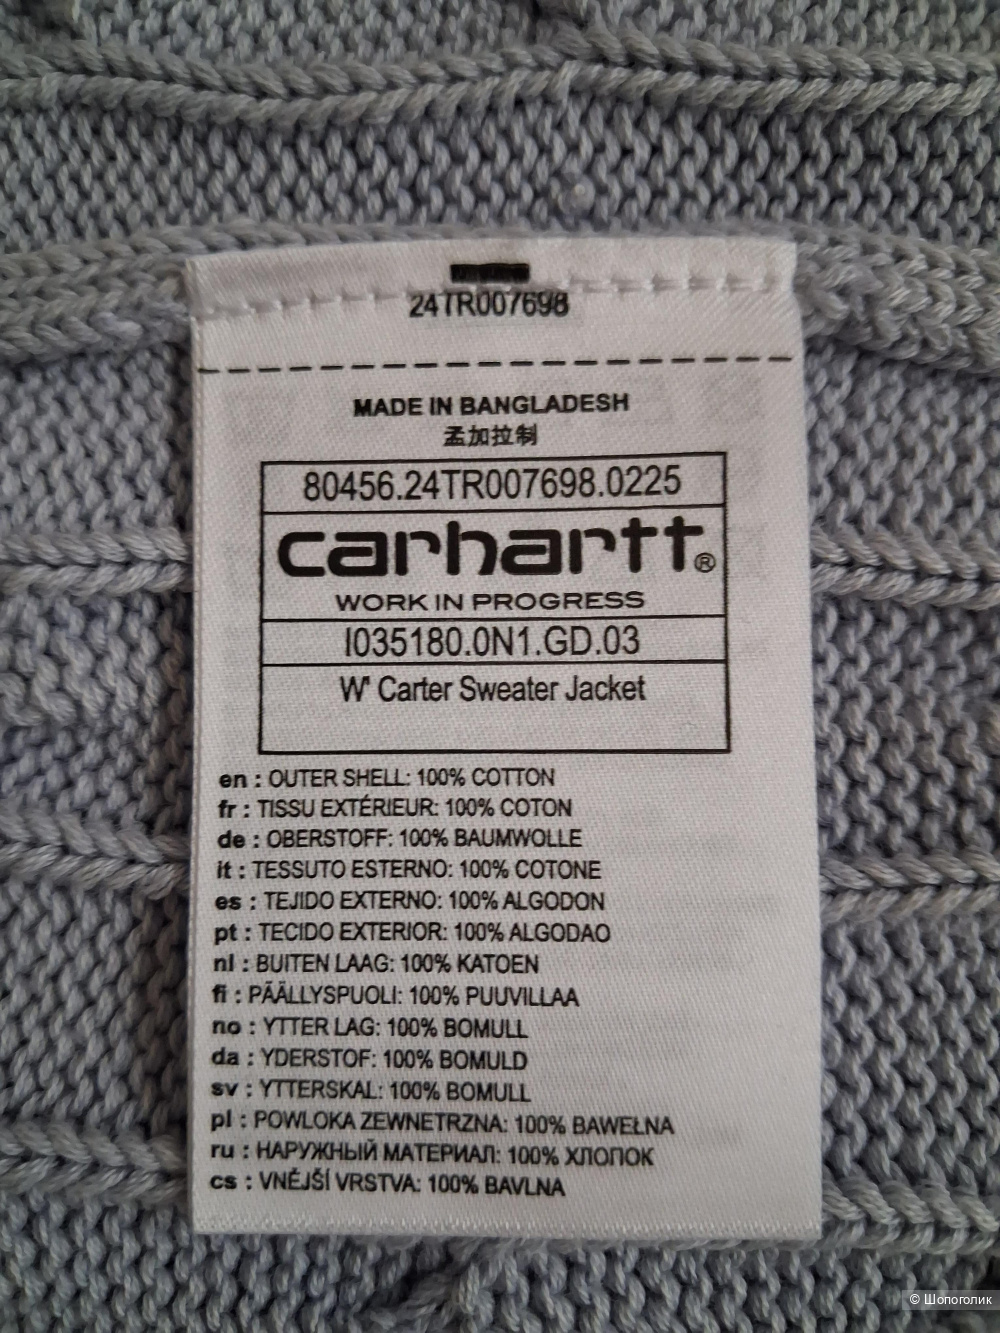 24TR007698
MADE IN BANGLADESH
孟加拉制
80456.24TR007698.0225
carhartt®
WORK IN PROGRESS
I035180.0N1.GD.03
W' Carter Sweater Jacket
en : OUTER SHELL: 100% COTTON
fr : TISSU EXTÉRIEUR: 100% COTON
de : OBERSTOFF: 100% BAUMWOLLE
it : TESSUTO ESTERNO: 100% COTONE
es : TEJIDO EXTERNO: 100% ALGODON
pt : TECIDO EXTERIOR: 100% ALGODAO
nl : BUITEN LAAG: 100% KATOEN
fi : PÄÄLLYSPUOLI: 100% PUUVILLAA
no : YTTER LAG: 100% BOMULL
da : YDERSTOF: 100% BOMULD
sv : YTTERSKAL: 100% BOMULL
pl : POWLOKA ZEWNETRZNA: 100% BAWEŁNA
ru : НАРУЖНЫЙ МАТЕРИАЛ: 100% ХЛОПОК
cs : VNĚJŠÍ VRSTVA: 100% BAVLNA
© Шопоголик